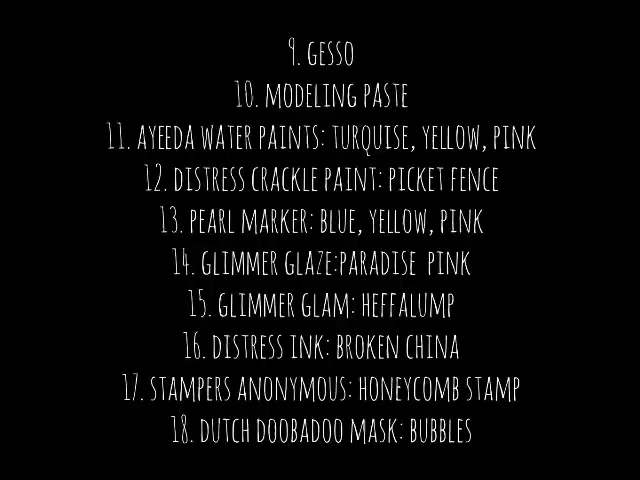 9. GESSO
10. MODELING PASTE
11. AYEEDA WATER PAINTS: TURQUISE, YELLOW, PINK
12. DISTRESS CRACKLE PAINT: PICKET FENCE
13. PEARL MARKER: BLUE, YELLOW, PINK
14. GLIMMER GLAZE:PARADISE PINK
15. GLIMMER GLAM: HEFFALUMP
16. DISTRESS INK: BROKEN CHINA
17. STAMPERS ANONYMOUS: HONEYCOMB STAMP
18. DUTCH DOOBADOO MASK: BUBBLES